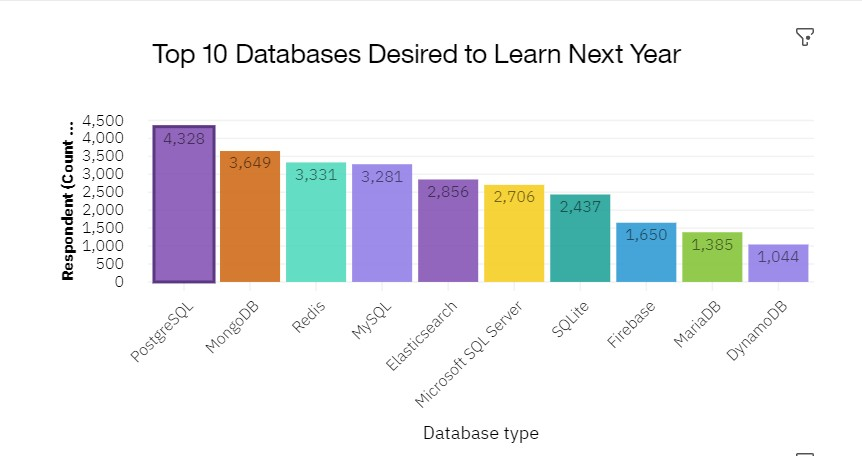 Top 10 Databases Desired to Learn Next Year
Respondent (Count ...
4,500
4,000
3,500
3,000
2,500
2,000
1,500
1,000
500
0
4,328
3,649
3,331
3,281
2,856
2,706
2,437
1,650
1,385
1,044
PostgreSQL
MongoDB
Redis
MySQL
Elasticsearch
Microsoft SQL Server
SQLite
Firebase
MariaDB
DynamoDB
Database type